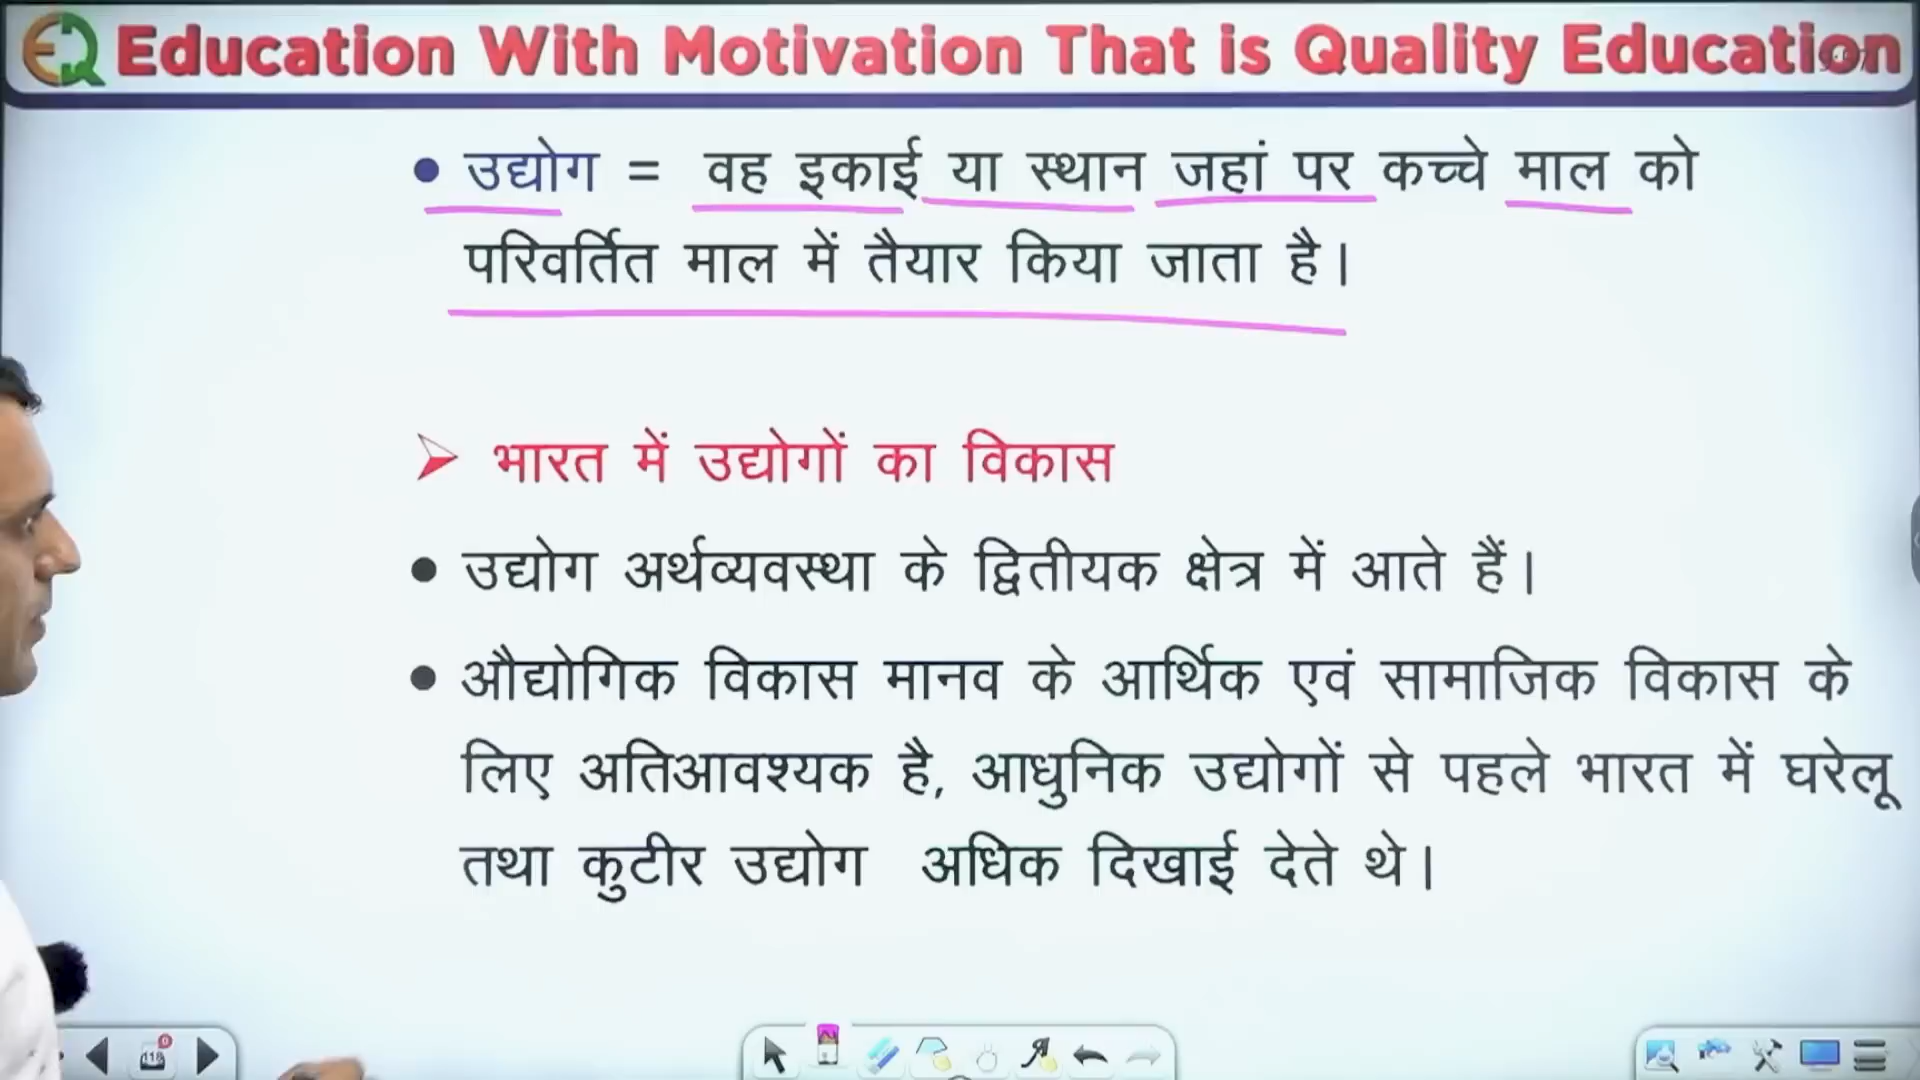 Education With Motivation That is Quality Education
• उद्योग = वह इकाई या स्थान जहां पर कच्चे माल को
परिवर्तित माल में तैयार किया जाता है।
➢ भारत में उद्योगों का विकास
• उद्योग अर्थव्यवस्था के द्वितीयक क्षेत्र में आते हैं।
• औद्योगिक विकास मानव के आर्थिक एवं सामाजिक विकास के
लिए अतिआवश्यक है, आधुनिक उद्योगों से पहले भारत में घरेलू
तथा कुटीर उद्योग अधिक दिखाई देते थे।
118